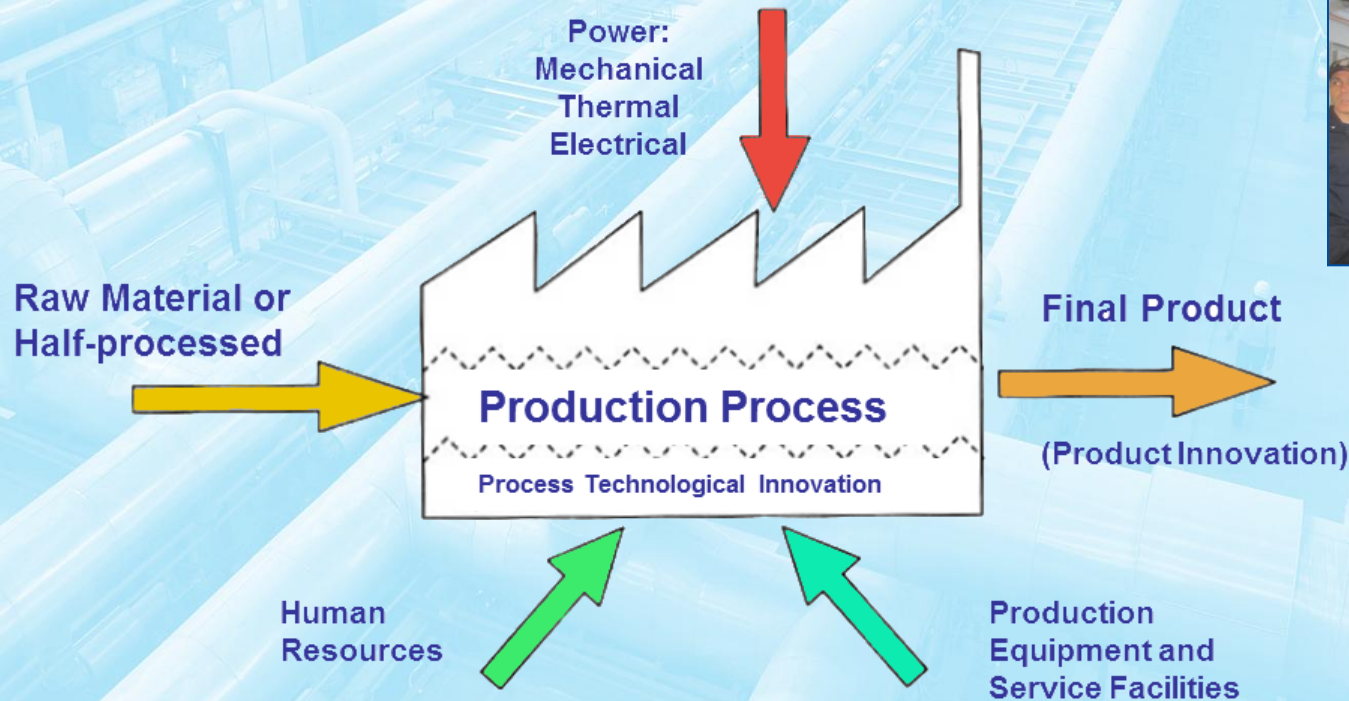 Power:
Mechanical
Thermal
Electrical
Raw Material or
Half-processed
Final Product
Production Process
(Product Innovation)
Process Technological Innovation
Human
Resources
Production
Equipment and
Service Facilities